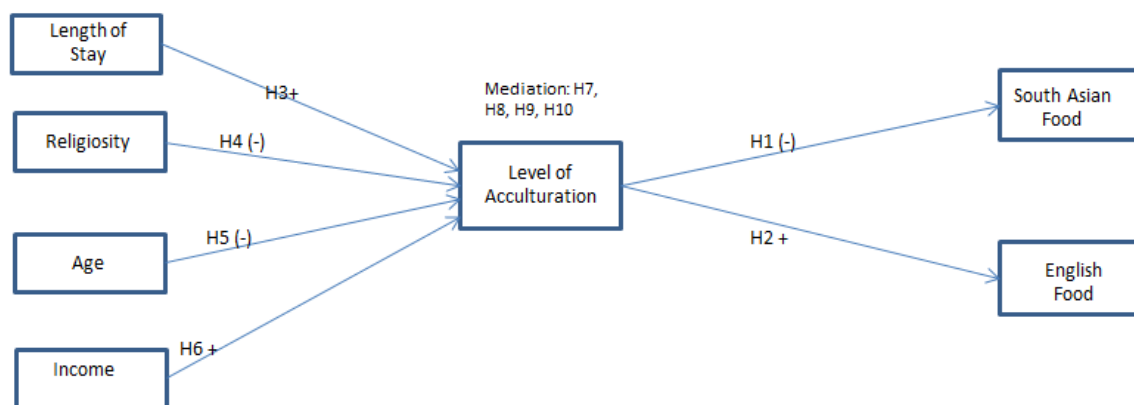 Length of
Stay
H3+
Mediation: H7,
H8, H9, H10
South Asian
Food
Religiosity
H4 (-)
H1 (-)
Level of
Acculturation
H5 (-)
H2 +
Age
English
Food
H6 +
Income